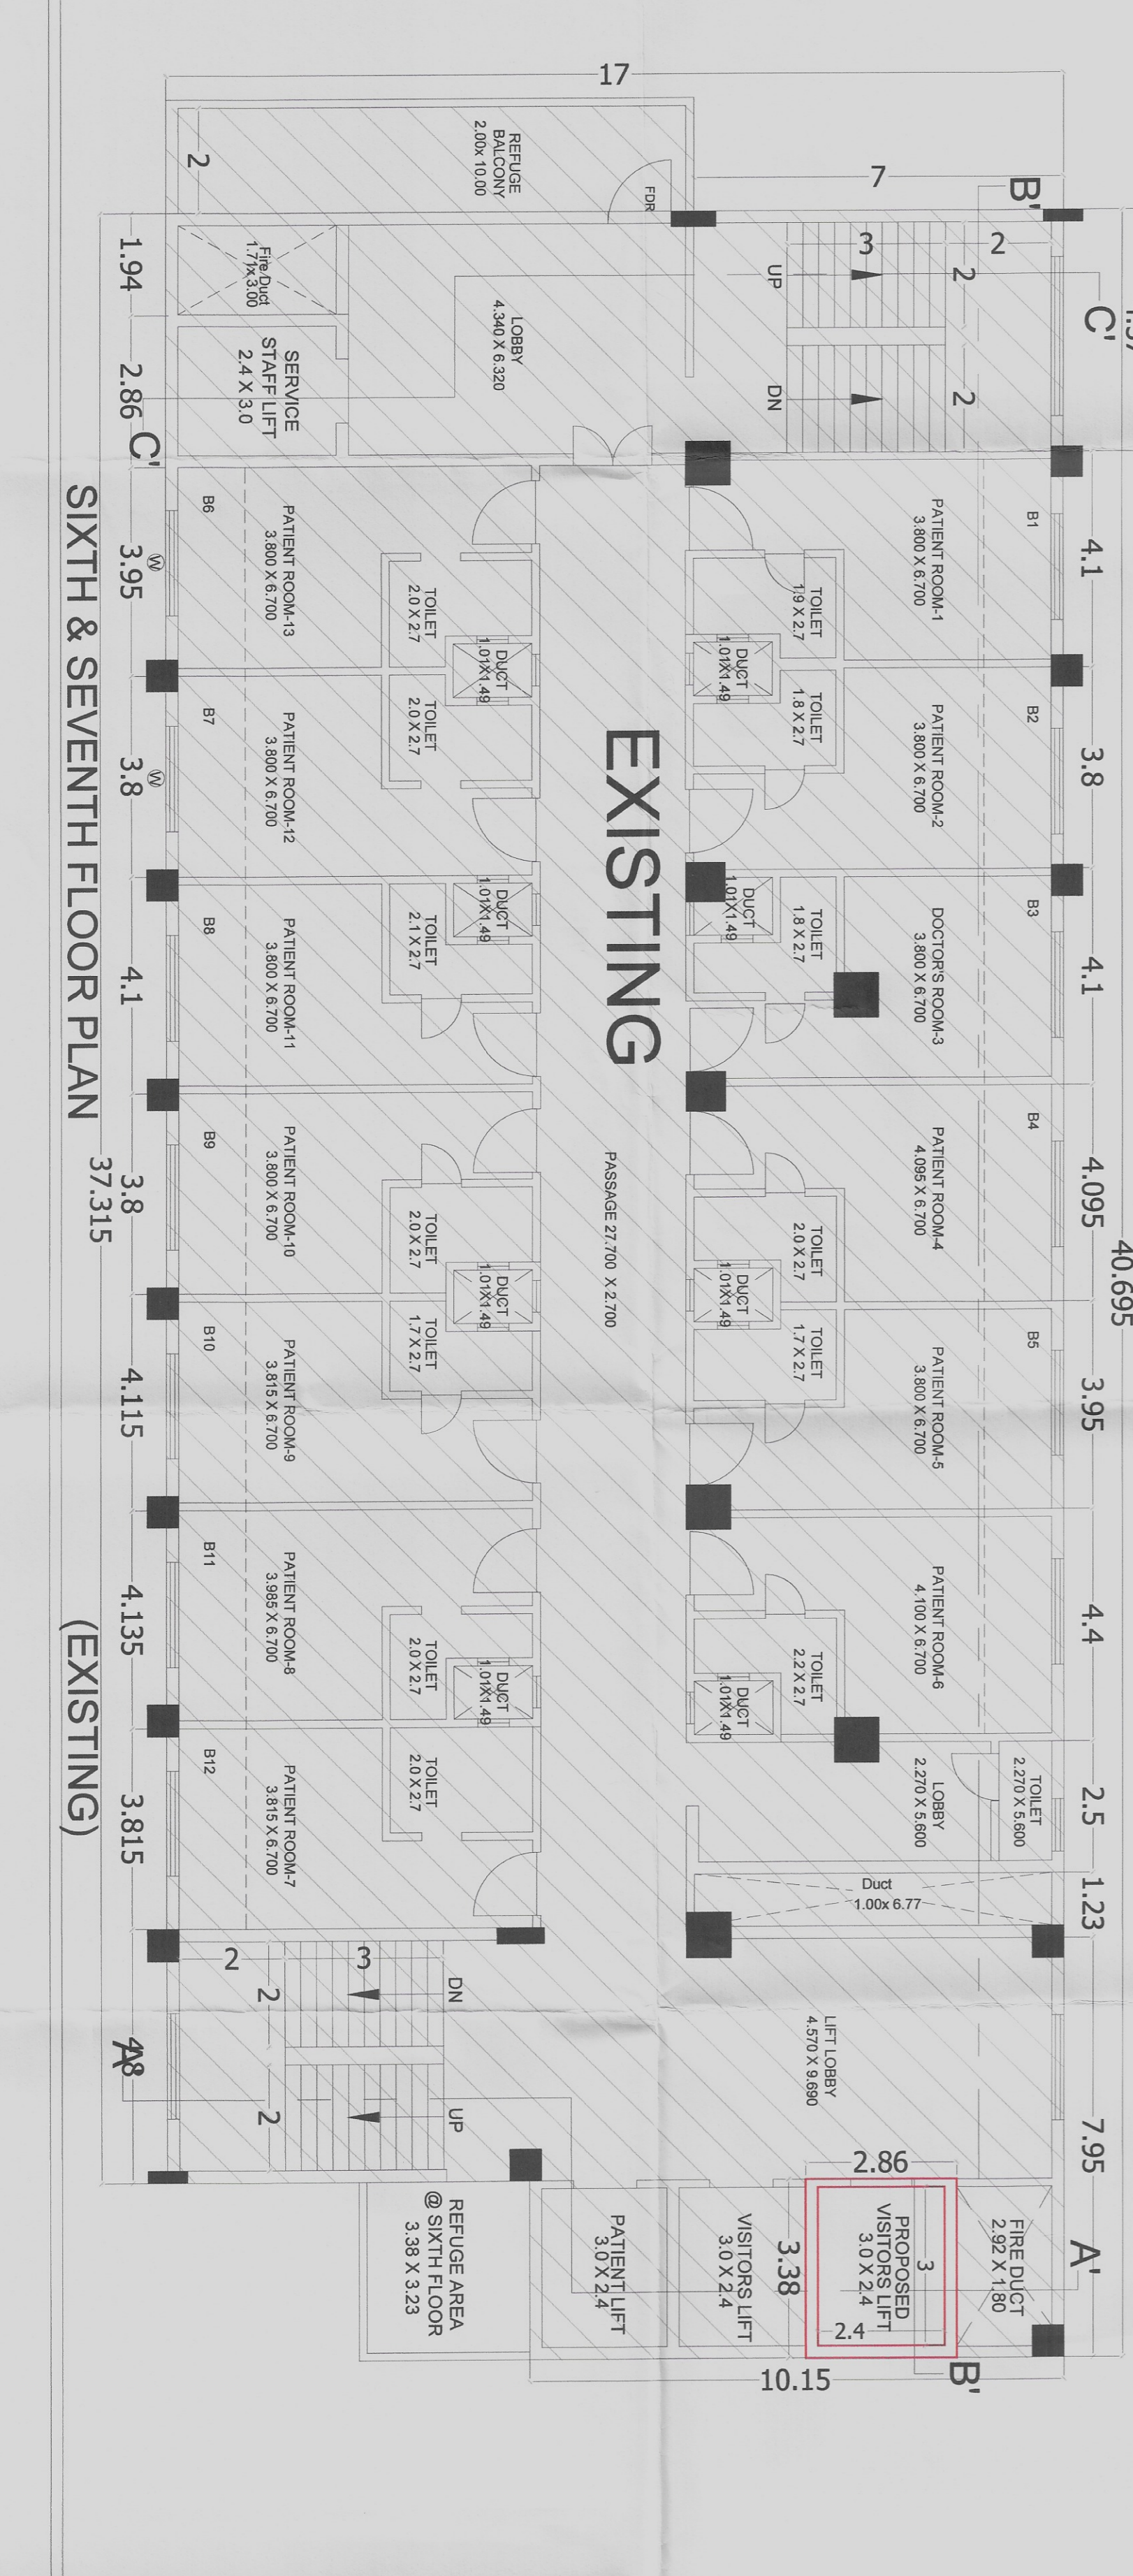 17
7
2
REFUGE
BALCONY
2.00x 10.00
FDR
B'
1.94
Fire Duct
1.71x 3.00
LOBBY
4.340 X 6.320
UP
3
2
2
C'
2.86
SERVICE
STAFF LIFT
2.4 X 3.0
C'
DN
2
40.695
4.1
3.8
4.1
4.095
3.95
4.4
2.5
1.23
7.95
B1
PATIENT ROOM-1
3.800 X 6.700
TOILET
1.9 X 2.7
DUCT
1.01X1.49
B2
PATIENT ROOM-2
3.800 X 6.700
TOILET
1.8 X 2.7
B3
DOCTOR'S ROOM-3
3.800 X 6.700
TOILET
1.8 X 2.7
DUCT
1.01X1.49
B4
PATIENT ROOM-4
4.095 X 6.700
TOILET
2.0 X 2.7
DUCT
1.01X1.49
B5
PATIENT ROOM-5
3.800 X 6.700
TOILET
1.7 X 2.7
PATIENT ROOM-6
4.100 X 6.700
TOILET
2.2 X 2.7
DUCT
1.01X1.49
TOILET
2.270 X 5.600
LOBBY
2.270 X 5.600
Duct
1.00x 6.77
EXISTING
PASSAGE 27.700 X 2.700
B6
PATIENT ROOM-13
3.800 X 6.700
TOILET
2.0 X 2.7
DUCT
1.01X1.49
B7
PATIENT ROOM-12
3.800 X 6.700
TOILET
2.0 X 2.7
B8
PATIENT ROOM-11
3.800 X 6.700
TOILET
2.1 X 2.7
DUCT
1.01X1.49
B9
PATIENT ROOM-10
3.800 X 6.700
TOILET
2.0 X 2.7
DUCT
1.01X1.49
B10
PATIENT ROOM-9
3.815 X 6.700
TOILET
1.7 X 2.7
B11
PATIENT ROOM-8
3.985 X 6.700
TOILET
2.0 X 2.7
DUCT
1.01X1.49
B12
PATIENT ROOM-7
3.815 X 6.700
TOILET
2.0 X 2.7
LIFT LOBBY
4.570 X 9.690
DN
2
3
2
UP
2
A'
REFUGE AREA
@ SIXTH FLOOR
3.38 X 3.23
PATIENT LIFT
3.0 X 2.4
VISITORS LIFT
3.0 X 2.4
3.38
2.86
PROPOSED
VISITORS LIFT
3.0 X 2.4
3
2.4
FIRE DUCT
2.92 X 1.80
A'
B'
10.15
3.95
W
3.8
W
4.1
3.8
4.115
4.135
3.815
4.8
37.315
SIXTH & SEVENTH FLOOR PLAN
(EXISTING)